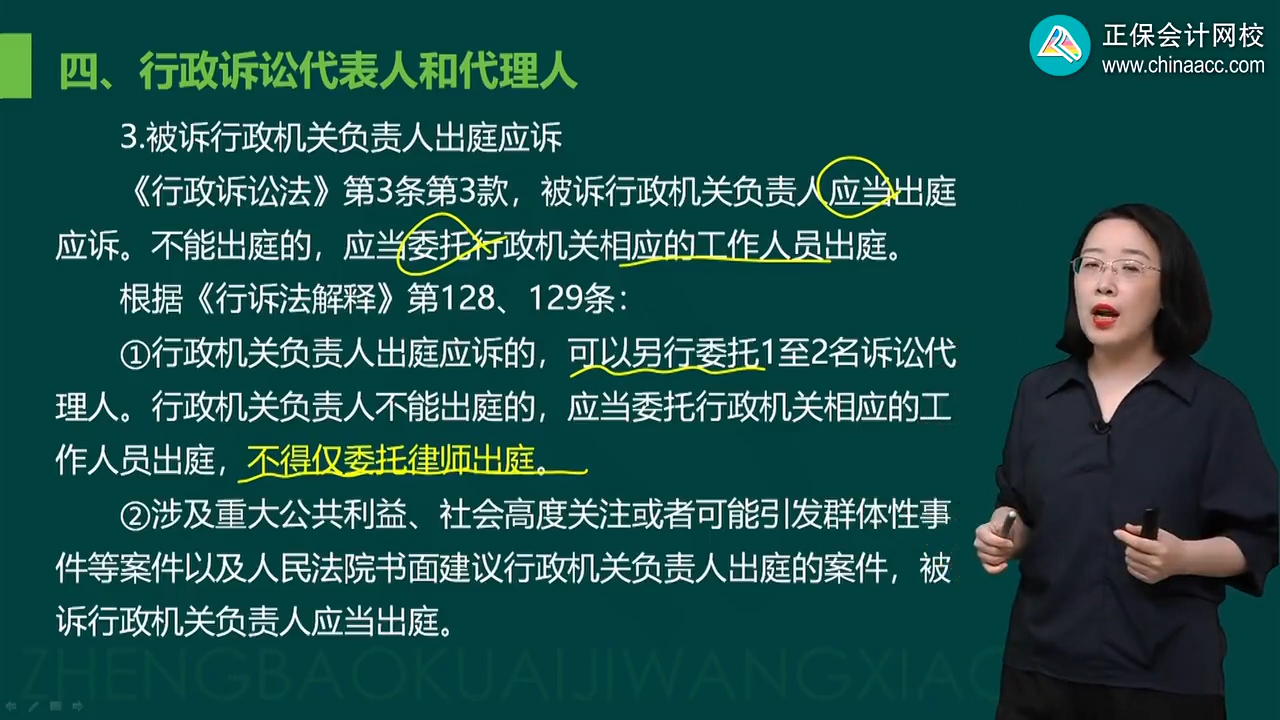 正保会计网校
www.chinaacc.com
四、行政诉讼代表人和代理人
3.被诉行政机关负责人出庭应诉
《行政诉讼法》第3条第3款，被诉行政机关负责人应当出庭
应诉。不能出庭的，应当委托行政机关相应的工作人员出庭。
根据《行诉法解释》第128、129条：
①行政机关负责人出庭应诉的，可以另行委托1至2名诉讼代
理人。行政机关负责人不能出庭的，应当委托行政机关相应的工
作人员出庭，不得仅委托律师出庭。
②涉及重大公共利益、社会高度关注或者可能引发群体性事
件等案件以及人民法院书面建议行政机关负责人出庭的案件，被
诉行政机关负责人应当出庭。
ZHENGBAOKUAIJIWANGXIAO